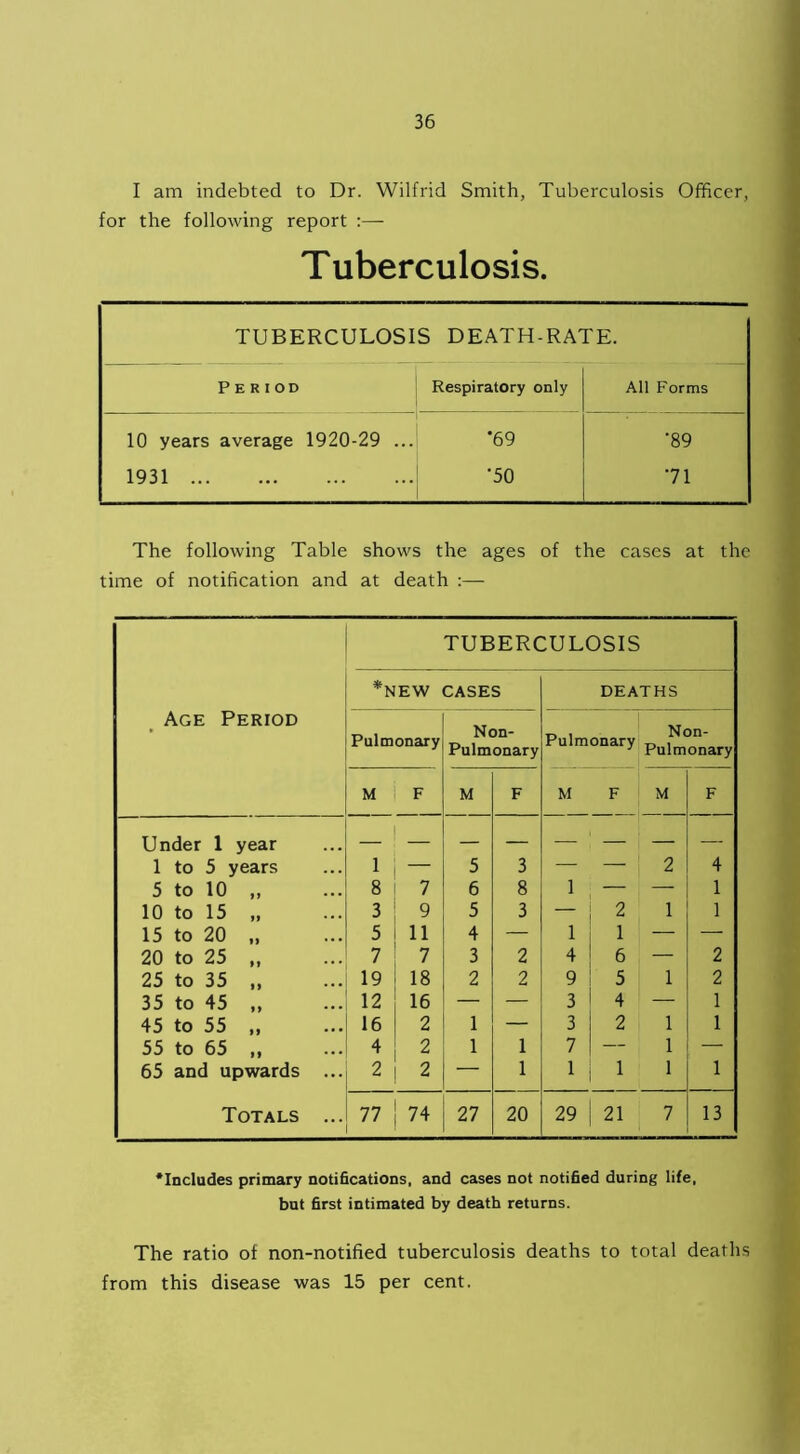 36
I am indebted to Dr. Wilfrid Smith, Tuberculosis Officer,
for the following report :—
Tuberculosis.
TUBERCULOSIS DEATH-RATE.
PERIOD Respiratory only All Forms
10 years average 1920-29 ... ·69 ·89
1931 ... ... ... ... ·50 ·71
The following Table shows the ages of the cases at the
time of notification and at death :—
TUBERCULOSIS
*NEW CASES DEATHS
AGE PERIOD
Pulmonary Non-Pulmonary Pulmonary Non-Pulmonary
M F M F M F M F
Under 1 year ... — — — — — — — —
1 to 5 years ... 1 — 5 3 — — 2 4
5 to 10 „ ... 8 7 6 8 1 — — 1
10 to 15 „ ... 3 9 5 3 — 2 1 1
15 to 20 „ ... 5 11 4 — 1 1 — —
20 to 25 „ ... 7 7 3 2 4 6 — 2
25 to 35 „ ... 19 18 2 2 9 5 1 2
35 to 45 „ ... 12 16 — — 3 4 — 1
45 to 55 „ ... 16 2 1 — 3 2 1 1
55 to 65 „ ... 4 2 1 1 7 — 1 —
65 and upwards ... 2 2 — 1 1 1 1 1
TOTALS ... 77 74 27 20 29 21 7 13
*Includes primary notifications, and cases not notified during life,
but first intimated by death returns.
The ratio of non-notified tuberculosis deaths to total deaths
from this disease was 15 per cent.